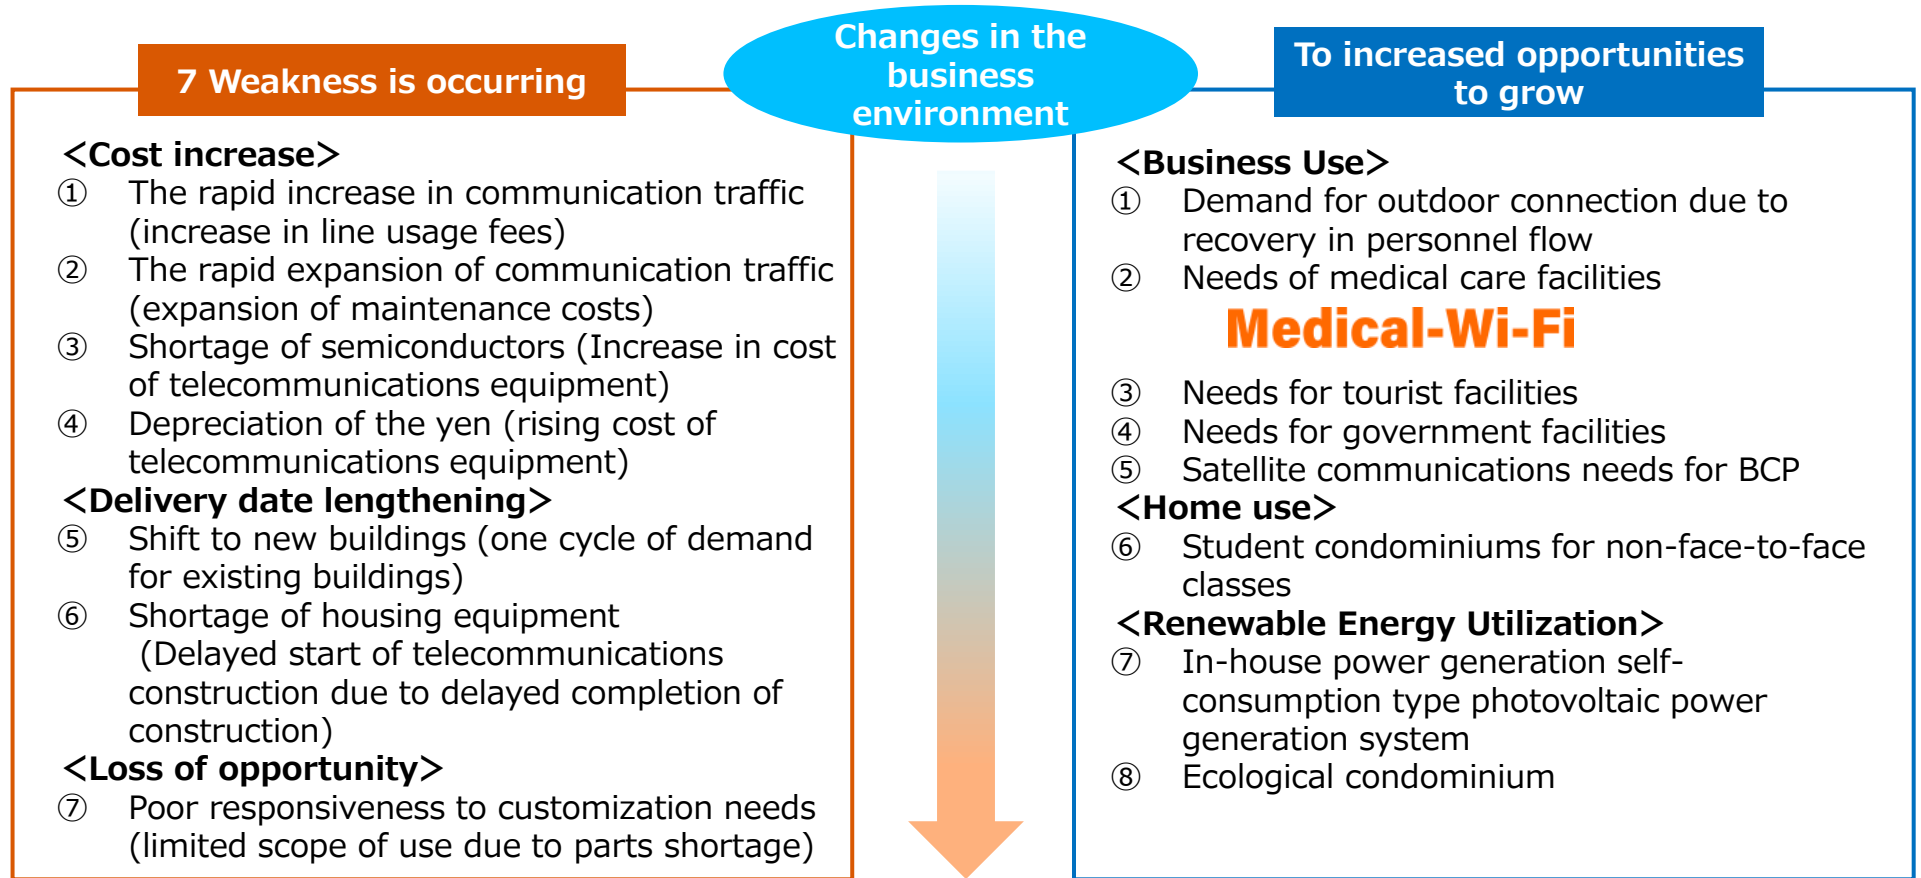 Changes in the
business
environment
7 Weakness is occurring
<Cost increase>
① The rapid increase in communication traffic
(increase in line usage fees)
② The rapid expansion of communication traffic
(expansion of maintenance costs)
③ Shortage of semiconductors (Increase in cost
of telecommunications equipment)
④ Depreciation of the yen (rising cost of
telecommunications equipment)
<Delivery date lengthening>
⑤ Shift to new buildings (one cycle of demand
for existing buildings)
⑥ Shortage of housing equipment
(Delayed start of telecommunications
construction due to delayed completion of
construction)
<Loss of opportunity>
⑦ Poor responsiveness to customization needs
(limited scope of use due to parts shortage)
To increased opportunities
to grow
<Business Use>
① Demand for outdoor connection due to
recovery in personnel flow
② Needs of medical care facilities
Medical-Wi-Fi
③ Needs for tourist facilities
④ Needs for government facilities
⑤ Satellite communications needs for BCP
<Home use>
⑥ Student condominiums for non-face-to-face
classes
<Renewable Energy Utilization>
⑦ In-house power generation self-
consumption type photovoltaic power
generation system
⑧ Ecological condominium